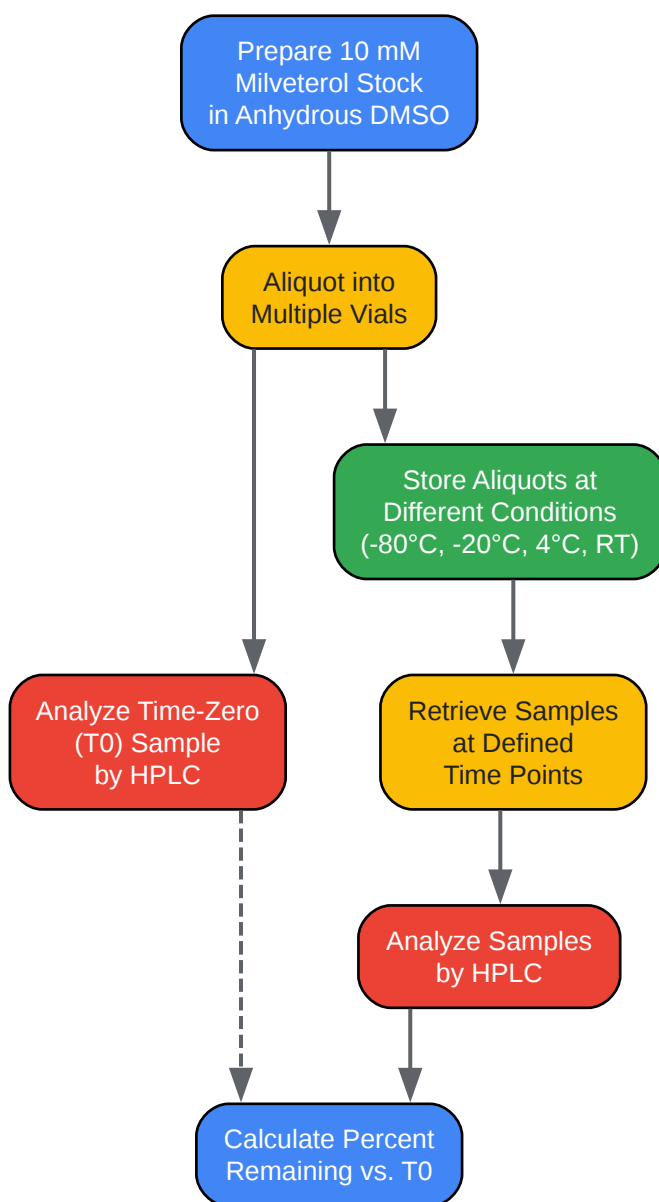 Prepare 10 mM
Milveterol Stock
in Anhydrous DMSO
Aliquot into
Multiple Vials
Store Aliquots at
Different Conditions
(-80°C, -20°C, 4°C, RT)
Analyze Time-Zero
(T0) Sample
by HPLC
Retrieve Samples
at Defined
Time Points
Analyze Samples
by HPLC
Calculate Percent
Remaining vs. T0